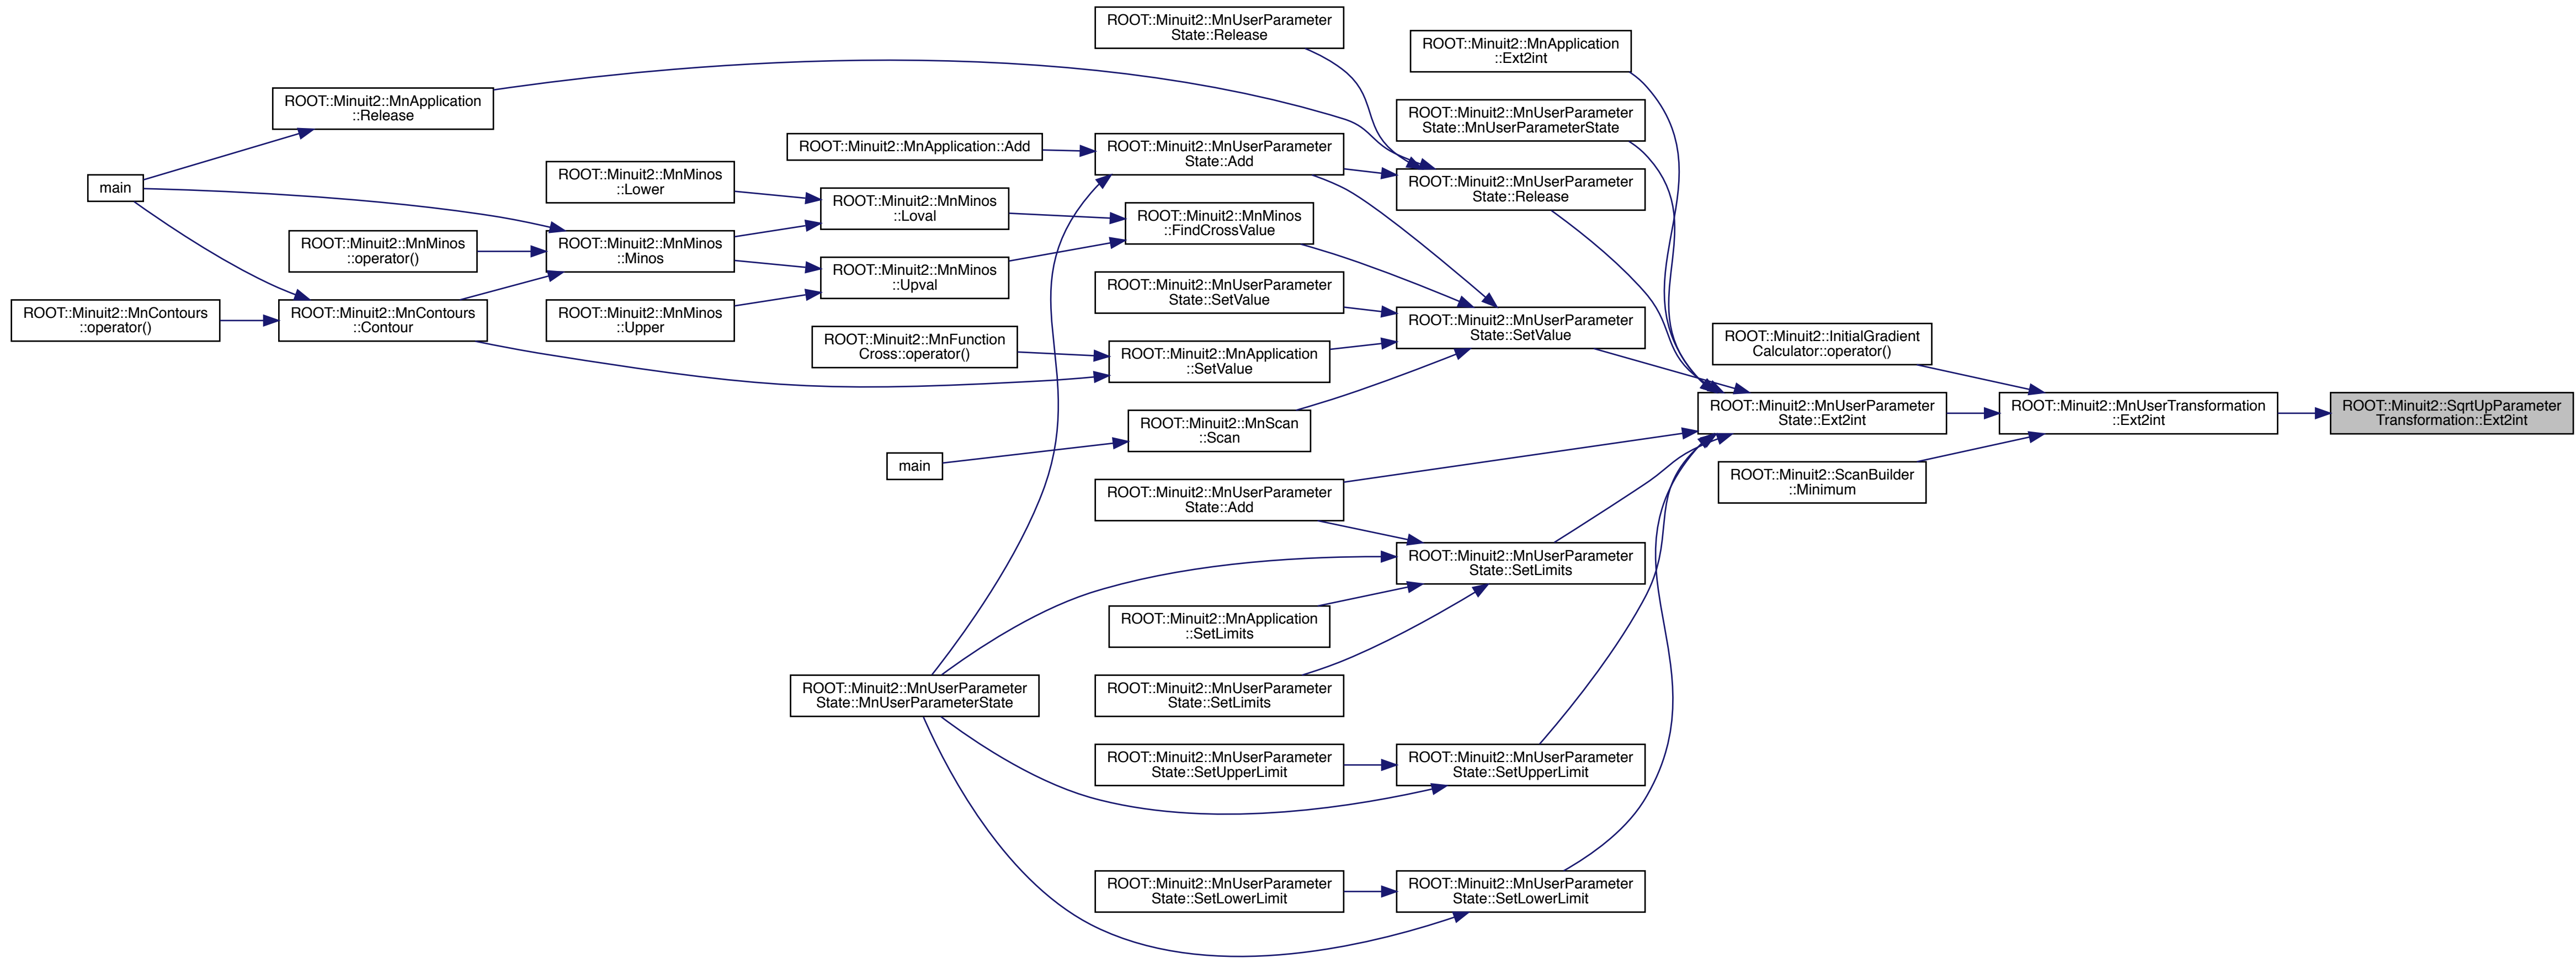 ROOT::Minuit2::MnUserParameter
State::Release
ROOT::Minuit2::MnApplication
::Ext2int
ROOT::Minuit2::MnApplication
::Release
ROOT::Minuit2::MnUserParameter
State::MnUserParameterState
ROOT::Minuit2::MnApplication::Add
ROOT::Minuit2::MnUserParameter
State::Add
ROOT::Minuit2::MnUserParameter
State::Release
main
ROOT::Minuit2::MnMinos
::Lower
ROOT::Minuit2::MnMinos
::Loval
ROOT::Minuit2::MnMinos
::FindCrossValue
ROOT::Minuit2::MnMinos
::operator()
ROOT::Minuit2::MnMinos
::Minos
ROOT::Minuit2::MnMinos
::Upval
ROOT::Minuit2::MnUserParameter
State::SetValue
ROOT::Minuit2::MnContours
::operator()
ROOT::Minuit2::MnContours
::Contour
ROOT::Minuit2::MnMinos
::Upper
ROOT::Minuit2::MnUserParameter
State::SetValue
ROOT::Minuit2::MnFunction
Cross::operator()
ROOT::Minuit2::MnApplication
::SetValue
ROOT::Minuit2::InitialGradient
Calculator::operator()
ROOT::Minuit2::MnScan
::Scan
ROOT::Minuit2::MnUserParameter
State::Ext2int
ROOT::Minuit2::MnUserTransformation
::Ext2int
ROOT::Minuit2::SqrtUpParameter
Transformation::Ext2int
main
ROOT::Minuit2::ScanBuilder
::Minimum
ROOT::Minuit2::MnUserParameter
State::Add
ROOT::Minuit2::MnUserParameter
State::SetLimits
ROOT::Minuit2::MnApplication
::SetLimits
ROOT::Minuit2::MnUserParameter
State::MnUserParameterState
ROOT::Minuit2::MnUserParameter
State::SetLimits
ROOT::Minuit2::MnUserParameter
State::SetUpperLimit
ROOT::Minuit2::MnUserParameter
State::SetUpperLimit
ROOT::Minuit2::MnUserParameter
State::SetLowerLimit
ROOT::Minuit2::MnUserParameter
State::SetLowerLimit